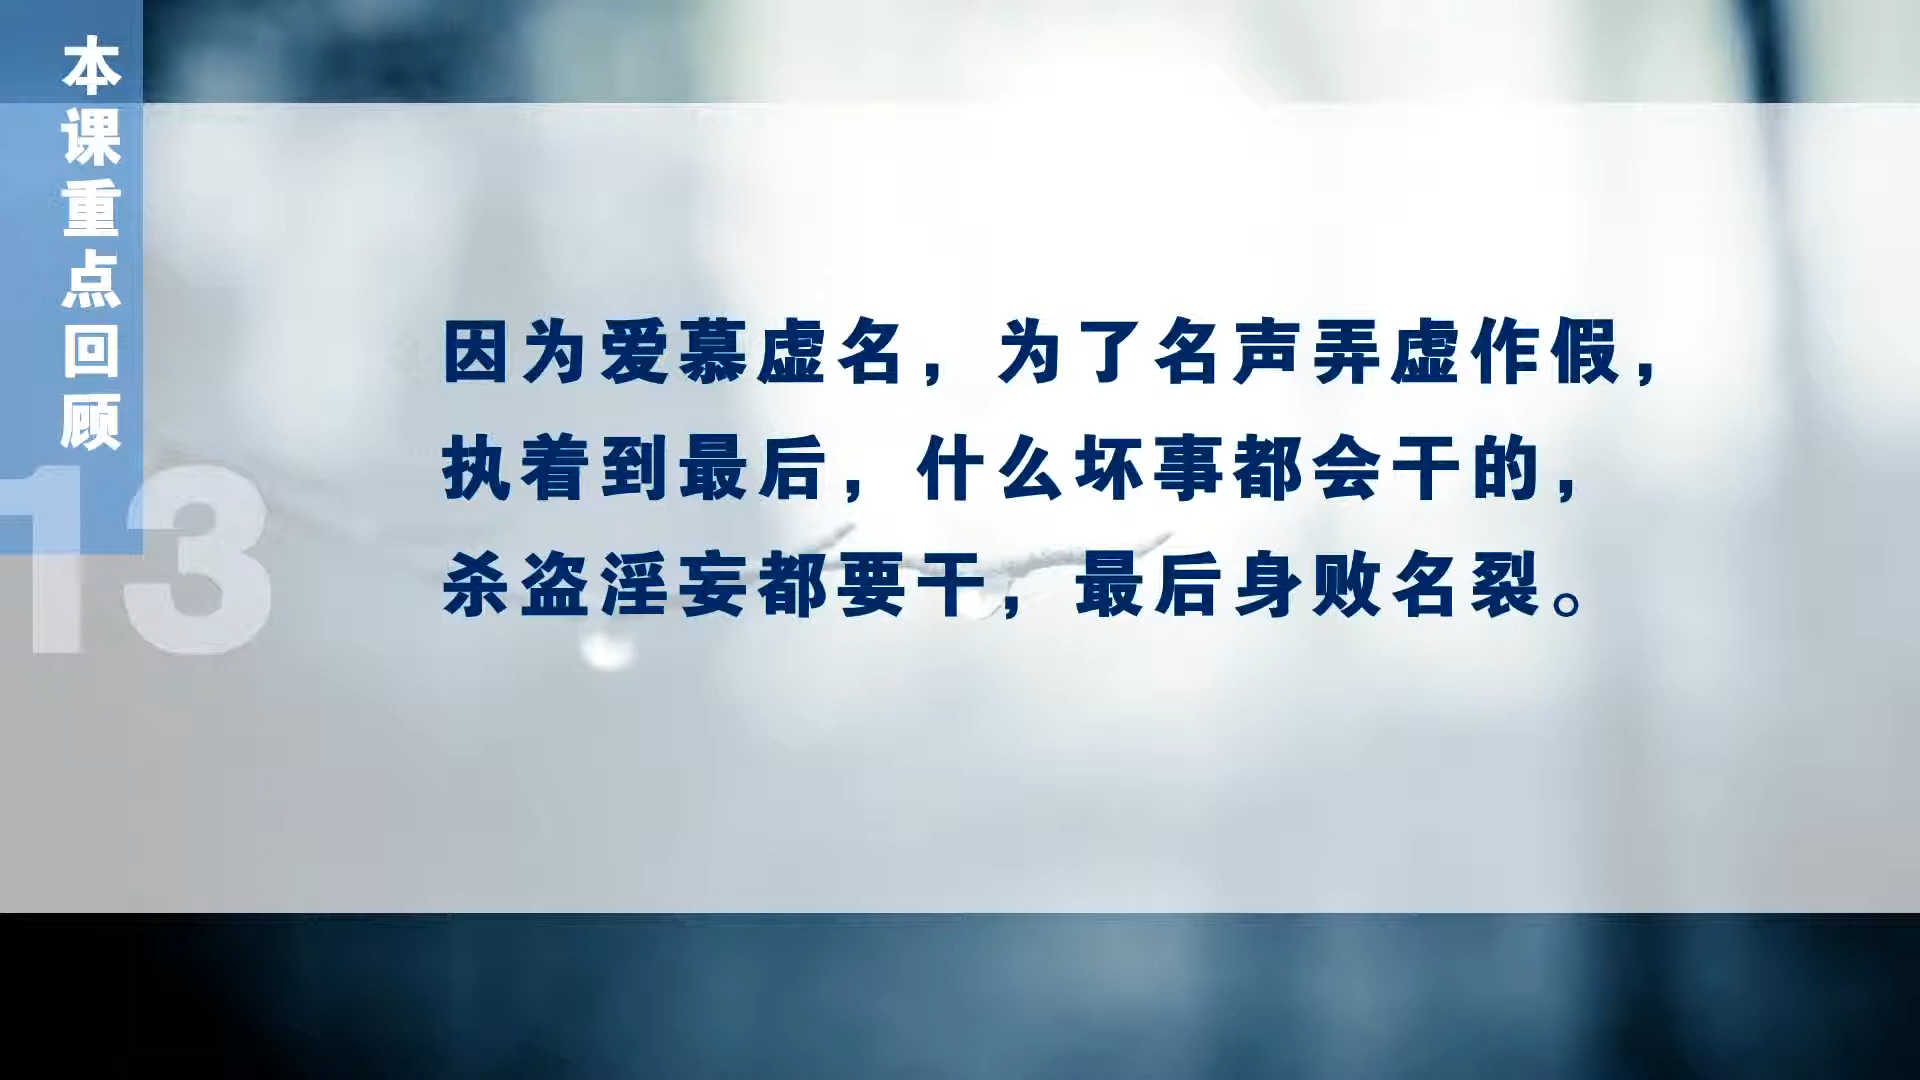 本课重点回顾
13
因为爱慕虚名，为了名声弄虚作假，
执着到最后，什么坏事都会干的，
杀盗淫妄都要干，最后身败名裂。